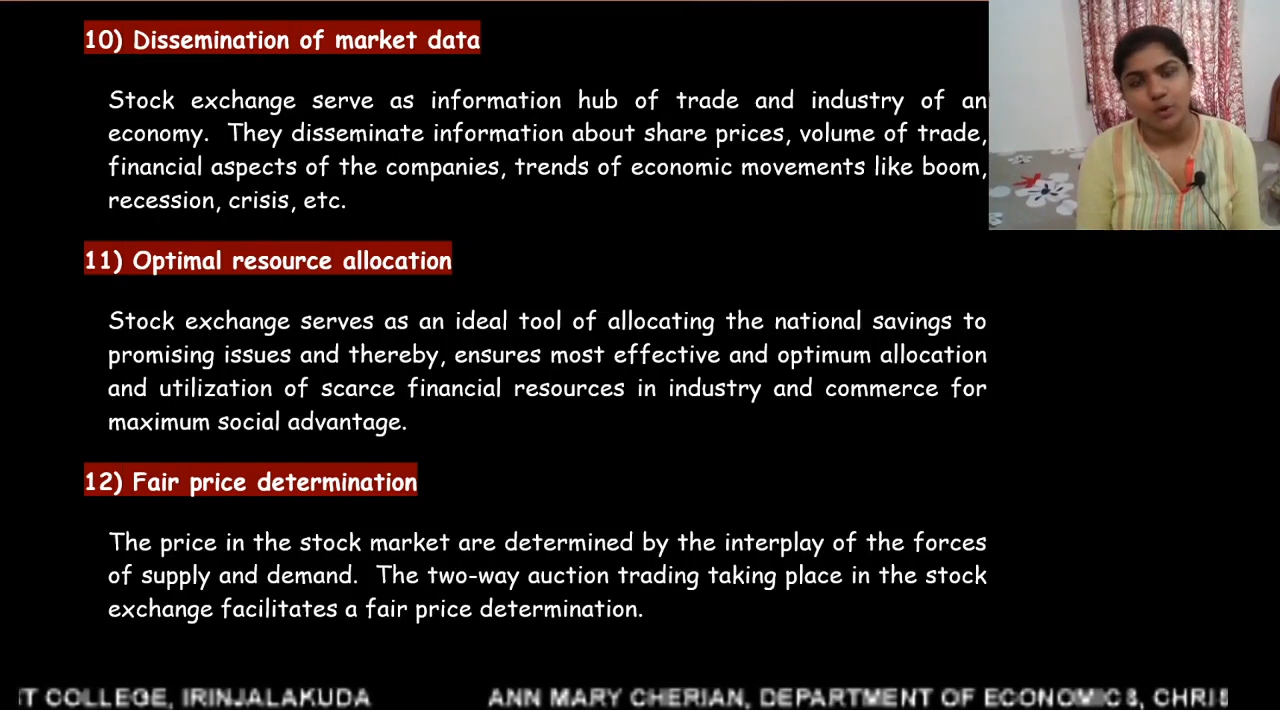 10) Dissemination of market data
Stock exchange serve as information hub of trade and industry of an
economy. They disseminate information about share prices, volume of trade,
financial aspects of the companies, trends of economic movements like boom,
recession, crisis, etc.
11) Optimal resource allocation
Stock exchange serves as an ideal tool of allocating the national savings to
promising issues and thereby, ensures most effective and optimum allocation
and utilization of scarce financial resources in industry and commerce for
maximum social advantage.
12) Fair price determination
The price in the stock market are determined by the interplay of the forces
of supply and demand. The two-way auction trading taking place in the stock
exchange facilitates a fair price determination.
T COLLEGE, IRINJALAKUDA ANN MARY CHERIAN, DEPARTMENT OF ECONOMICS, CHRIS